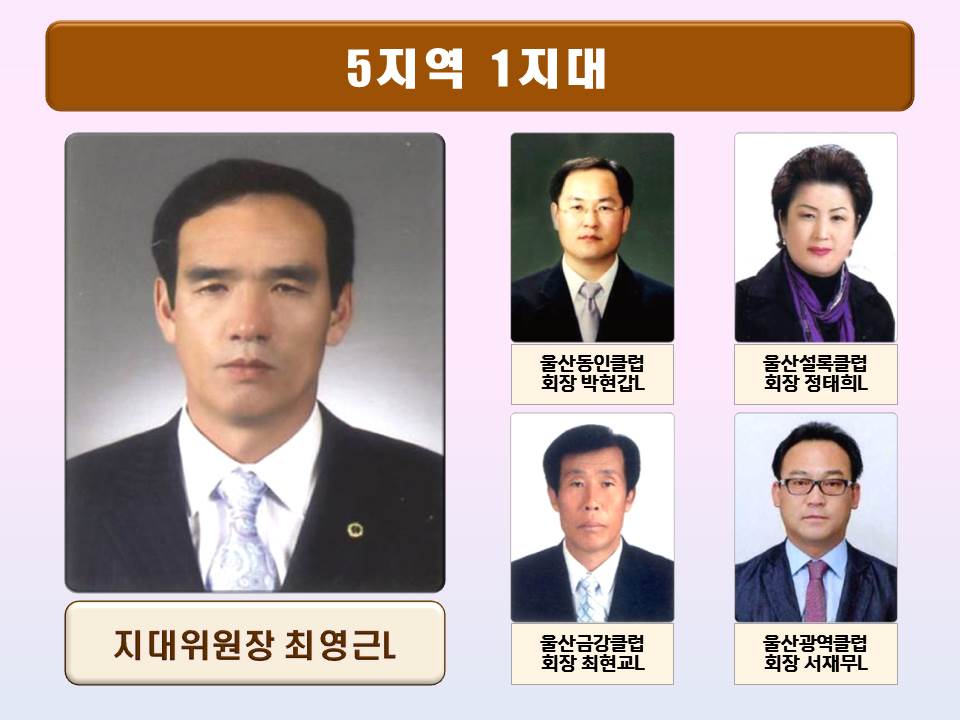 5지역 1지대
지대위원장 최영근L
울산동인클럽
회장 박현갑L
울산설록클럽
회장 정태희L
울산금강클럽
회장 최현교L
울산광역클럽
회장 서재무L